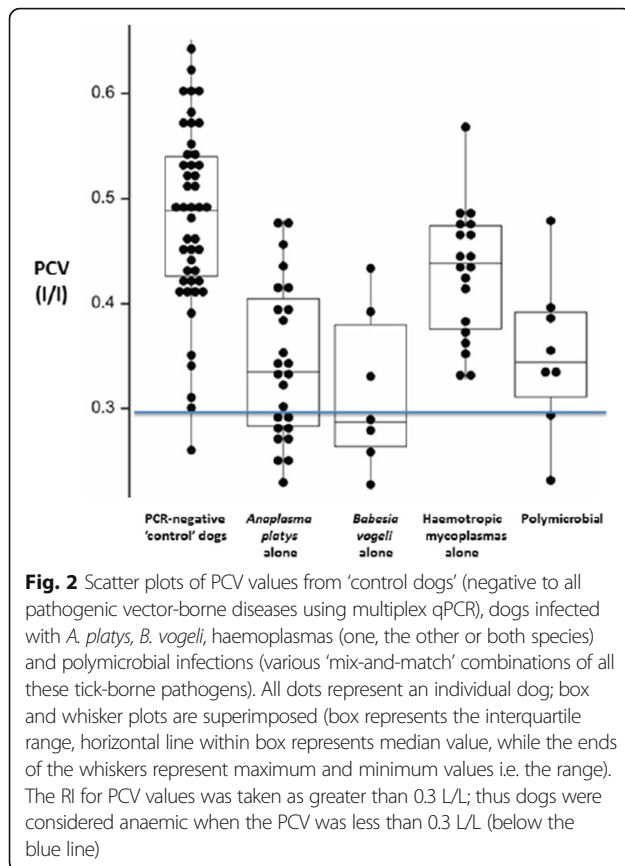 0.6
0.5
PCV
(l/l)
0.4
0.3
PCR-negative
'control' dogs
Anaplasma
platys
alone
Babesia
vogeli
alone
Haemotropic
mycoplasmas
alone
Polymicrobial
Fig. 2 Scatter plots of PCV values from 'control dogs' (negative to all
pathogenic vector-borne diseases using multiplex qPCR), dogs infected
with A. platys, B. vogeli, haemoplasmas (one, the other or both species)
and polymicrobial infections (various 'mix-and-match' combinations of all
these tick-borne pathogens). All dots represent an individual dog; box
and whisker plots are superimposed (box represents the interquartile
range, horizontal line within box represents median value, while the ends
of the whiskers represent maximum and minimum values i.e. the range).
The RI for PCV values was taken as greater than 0.3 L/L; thus dogs were
considered anaemic when the PCV was less than 0.3 L/L (below the
blue line)